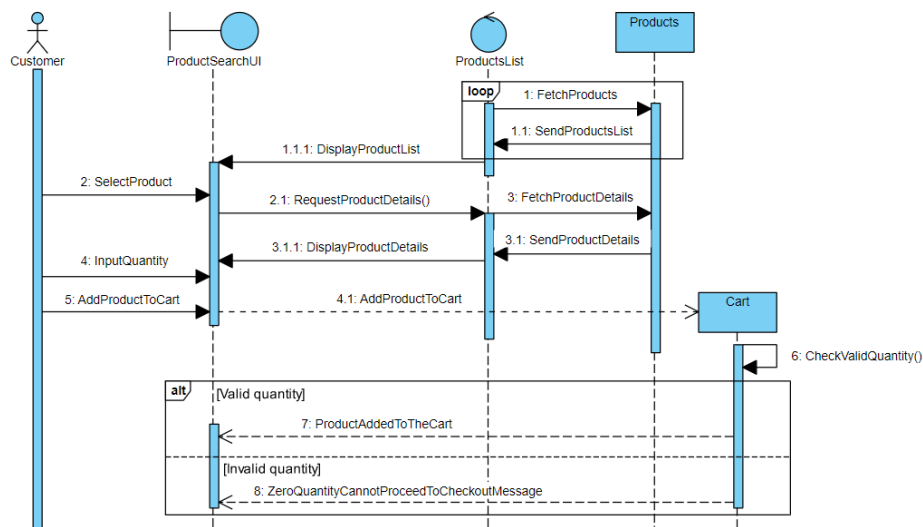 Products
Customer
ProductSearchUI
ProductsList
loop
1: FetchProducts
1.1: SendProductsList
1.1.1: DisplayProductList
2: SelectProduct
2.1: RequestProductDetails()
3: FetchProductDetails
3.1: SendProductDetails
3.1.1: DisplayProductDetails
4: InputQuantity
5: AddProductToCart
4.1: AddProductToCart
Cart
6: CheckValidQuantity()
alt
[Valid quantity]
7: ProductAddedToTheCart
[Invalid quantity]
8: ZeroQuantityCannotProceedToCheckoutMessage